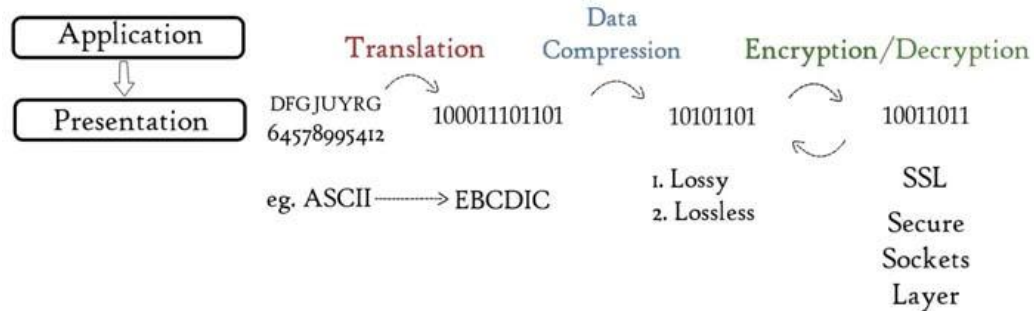 Application
Presentation
Translation
DFGJUYRG
64578995412
100011101101
eg. ASCII
EBCDIC
Data
Compression
10101101
1. Lossy
2. Lossless
Encryption/Decryption
10011011
SSL
Secure
Sockets
Layer